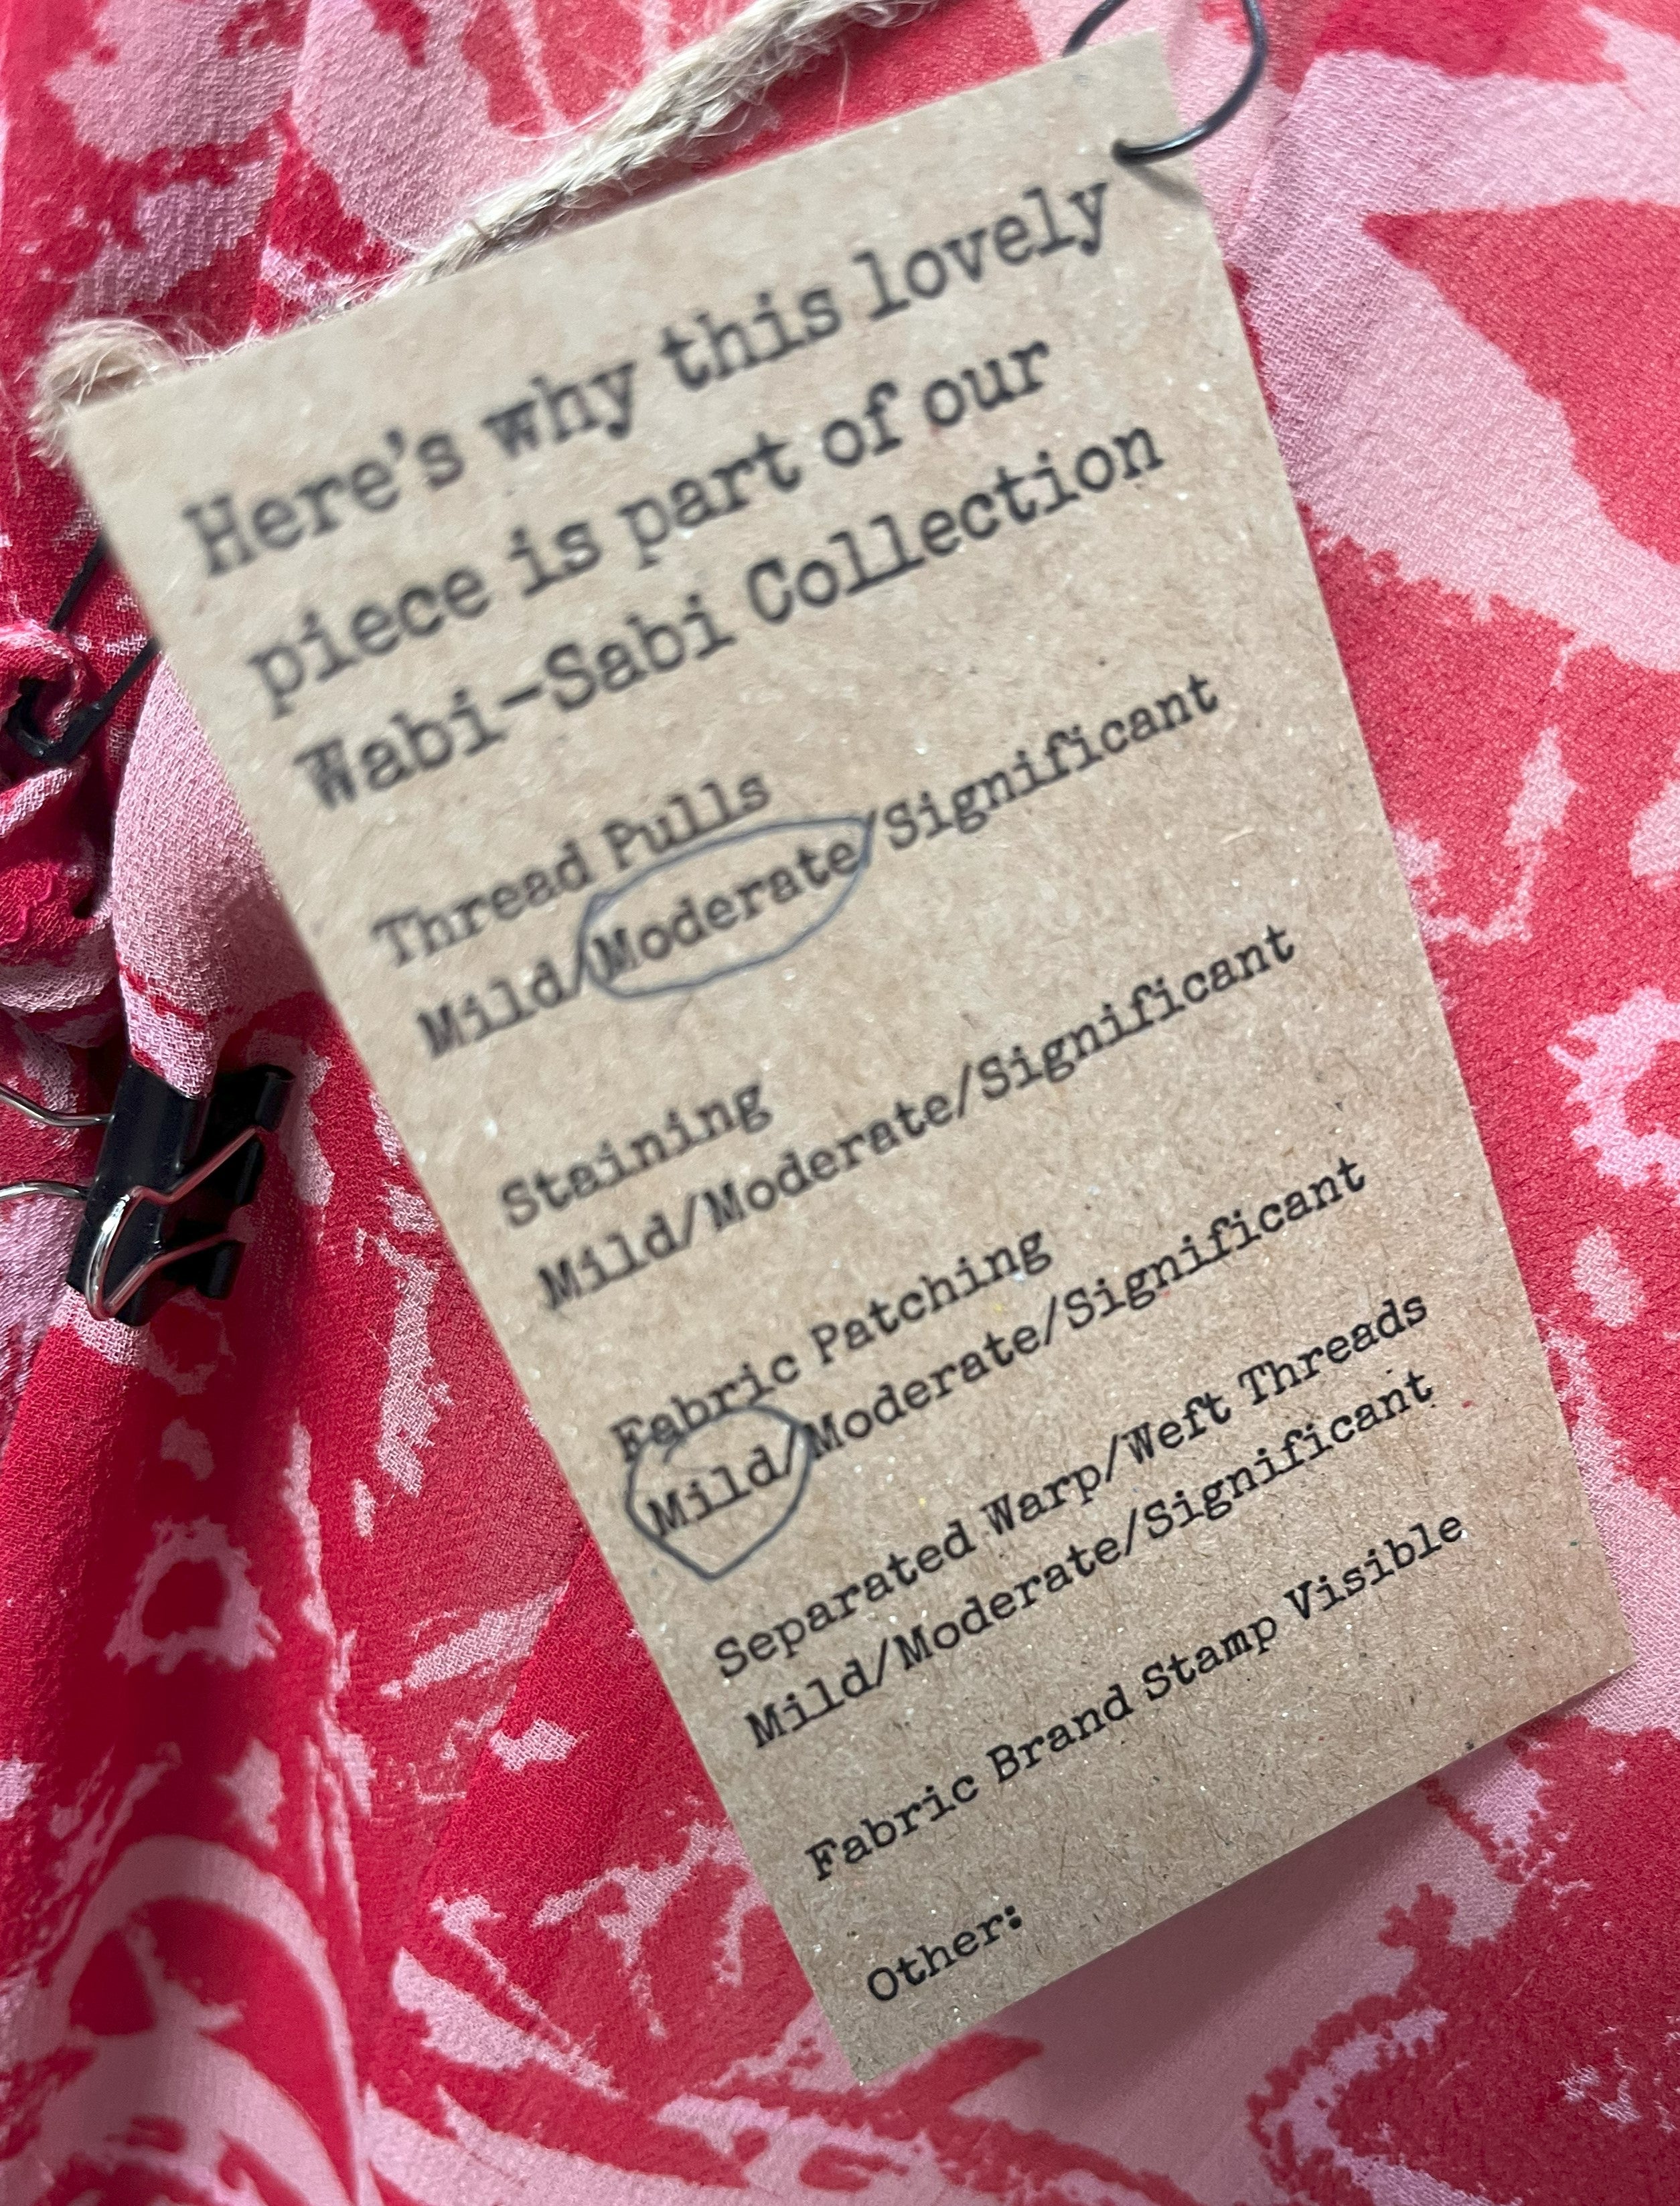 Here's why this lovely
piece is part of our
Wabi-Sabi Collection
Thread Pulls
Mild/Moderate/Significant
Staining
Mild/Moderate/Significant
Fabric Patching
Mild/Moderate/Significant
Separated Warp/Weft Threads
Mild/Moderate/Significant
Fabric Brand Stamp Visible
Other: